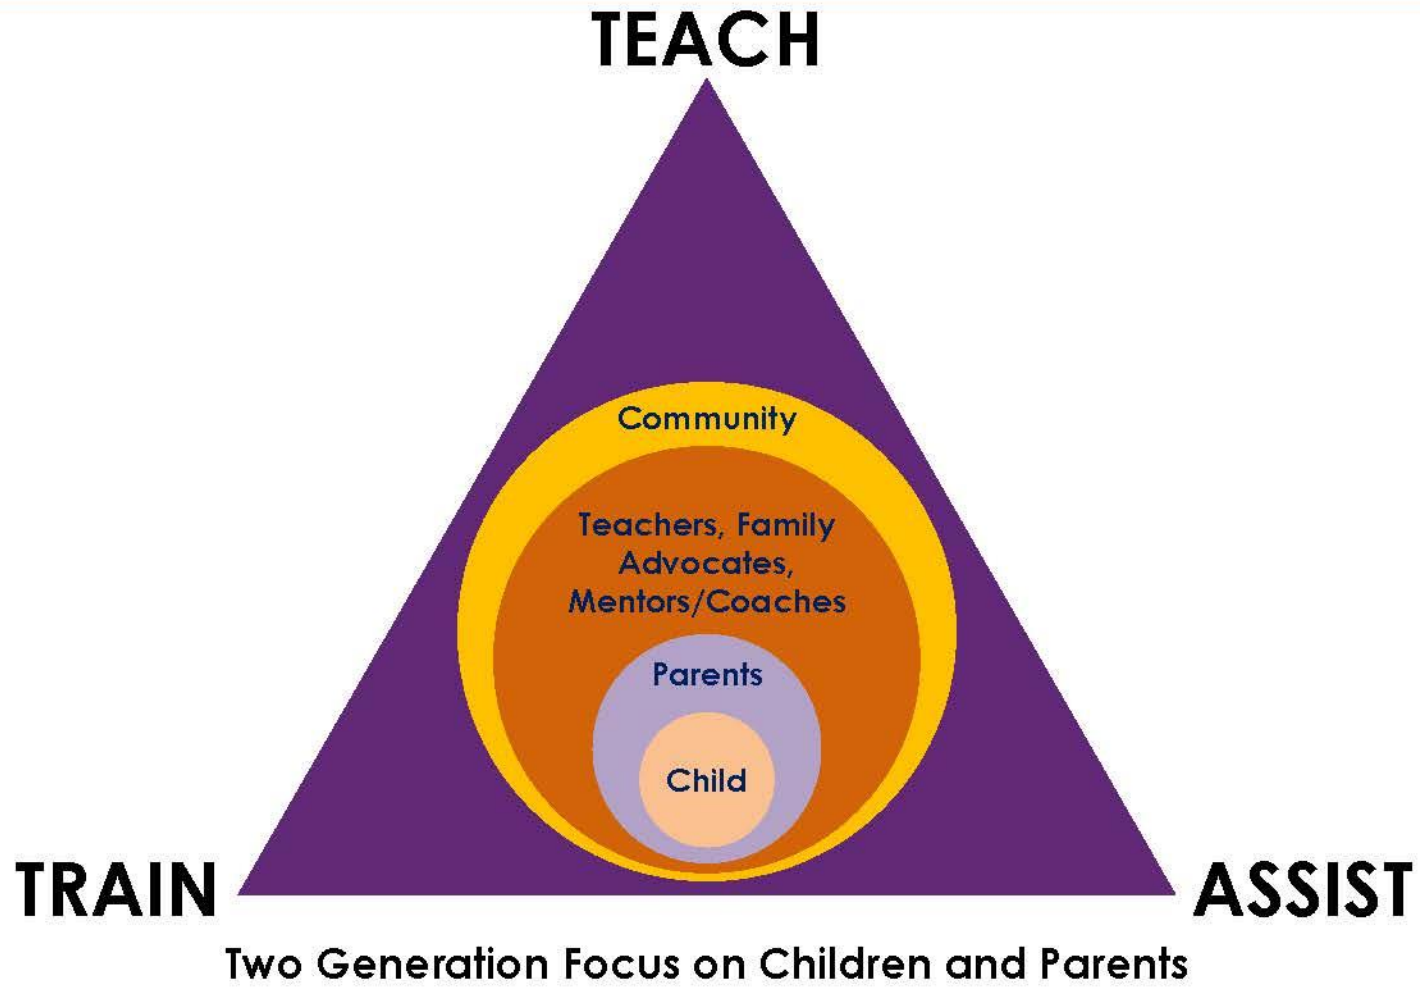 TEACH
Community
Teachers, Family
Advocates,
Mentors/Coaches
Parents
Child
TRAIN
ASSIST
Two Generation Focus on Children and Parents